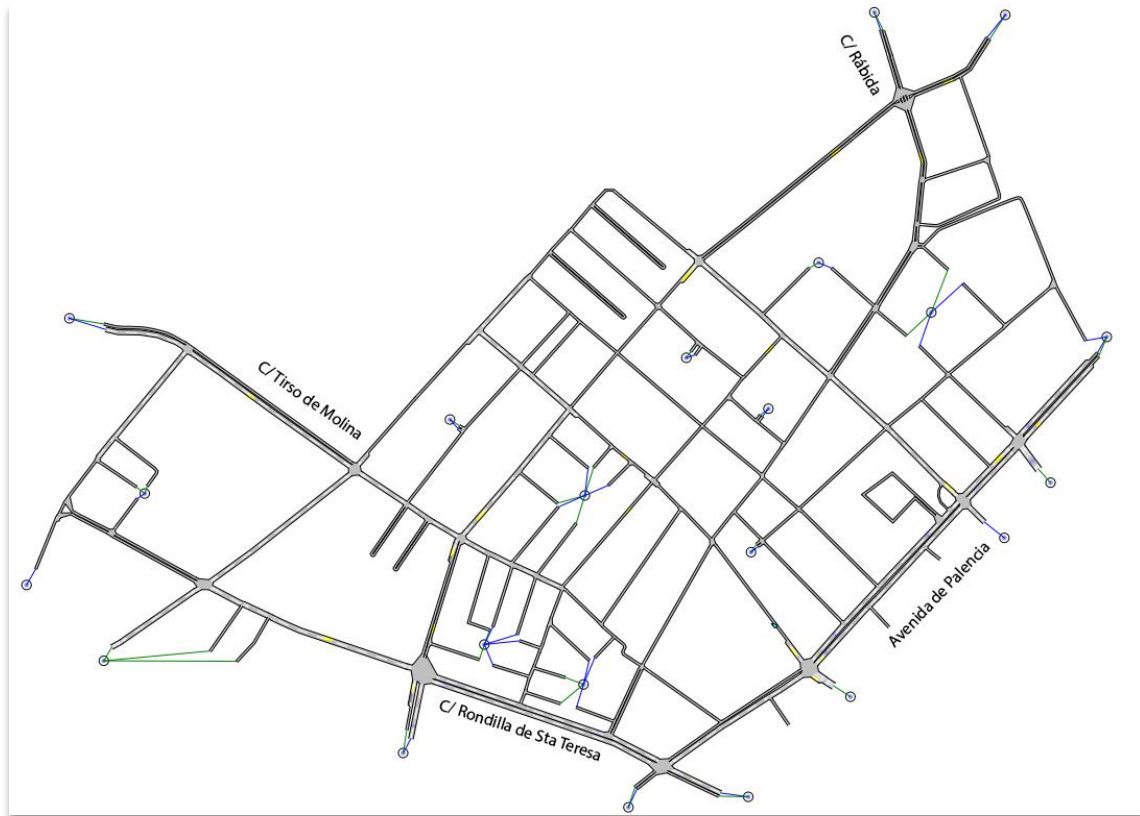 C/ Rábida
C/ Tirso de Molina
Avenida de Palencia
C/ Rondilla de Sta Teresa